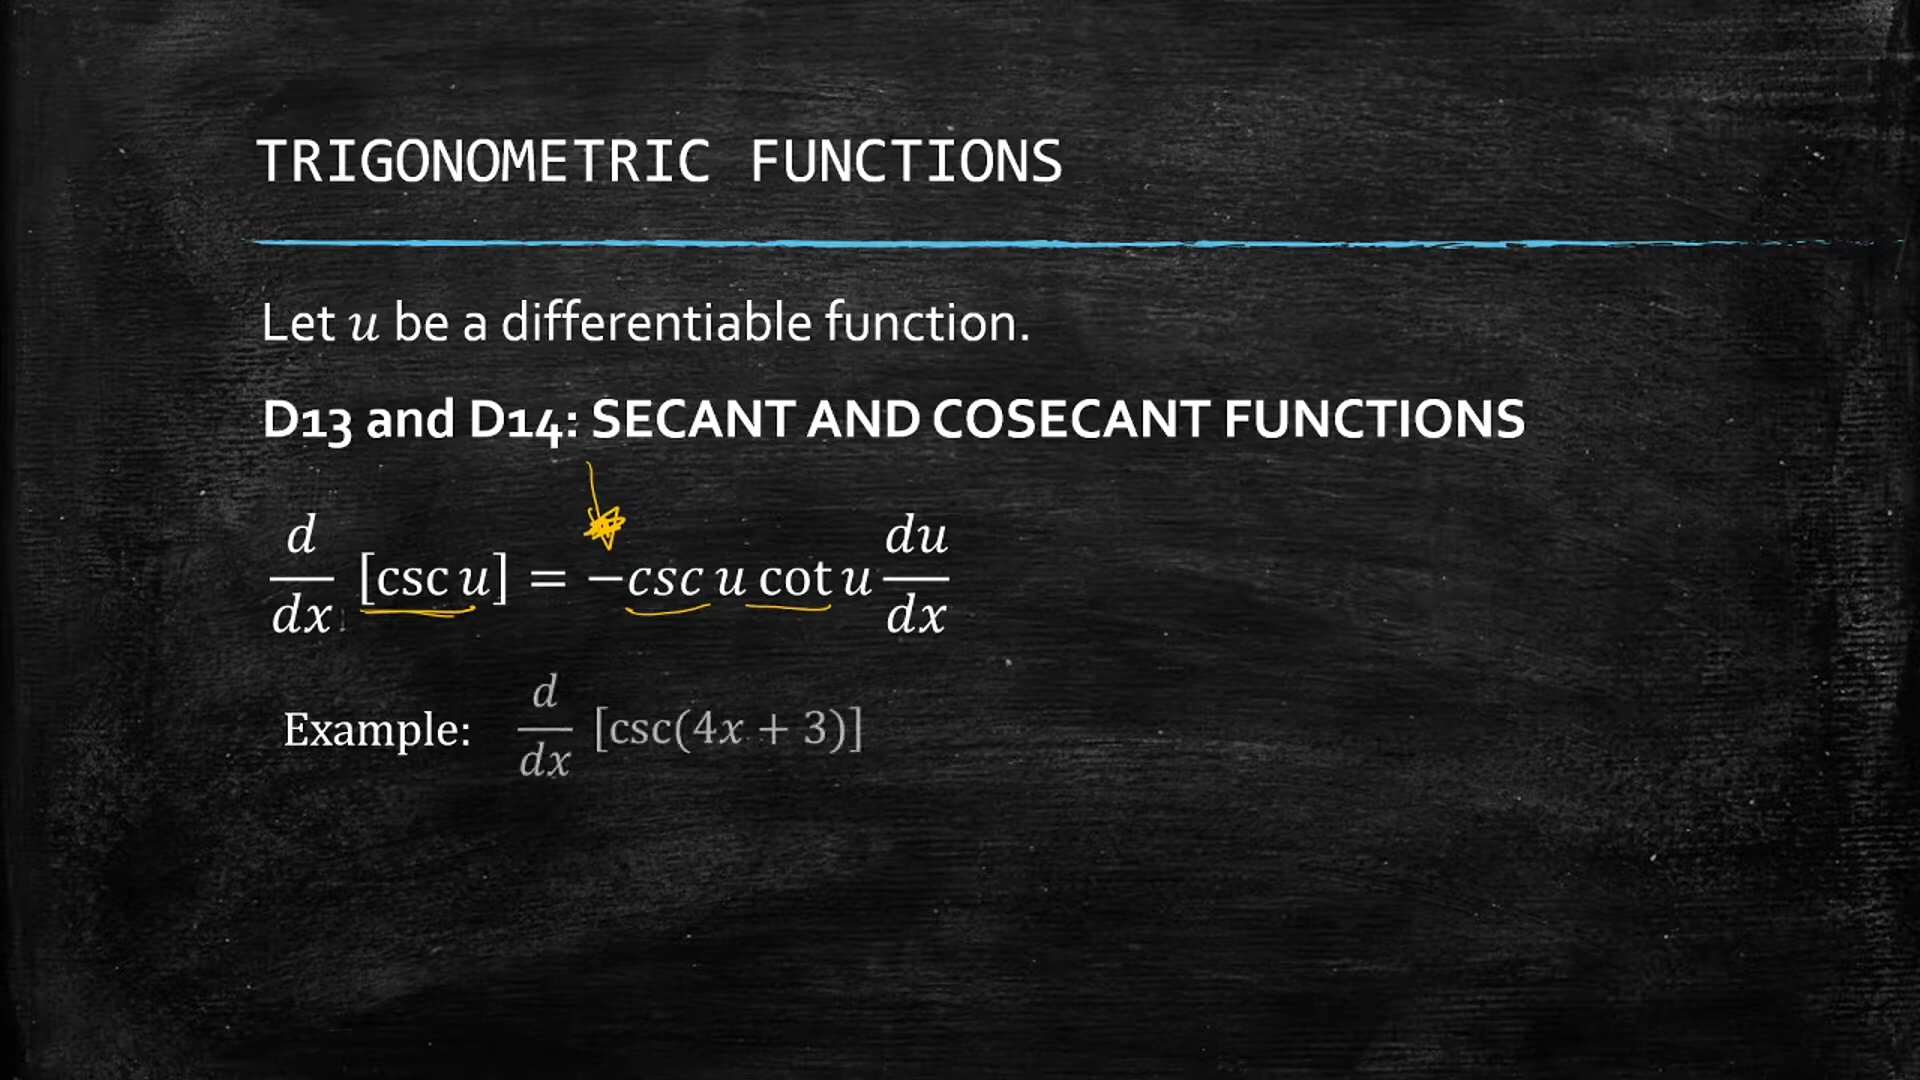 TRIGONOMETRIC FUNCTIONS
Let u be a differentiable function.
D13 and D14: SECANT AND COSECANT FUNCTIONS
d/dx [csc u] = −csc u cot u du/dx
Example: d/dx [csc(4x + 3)]